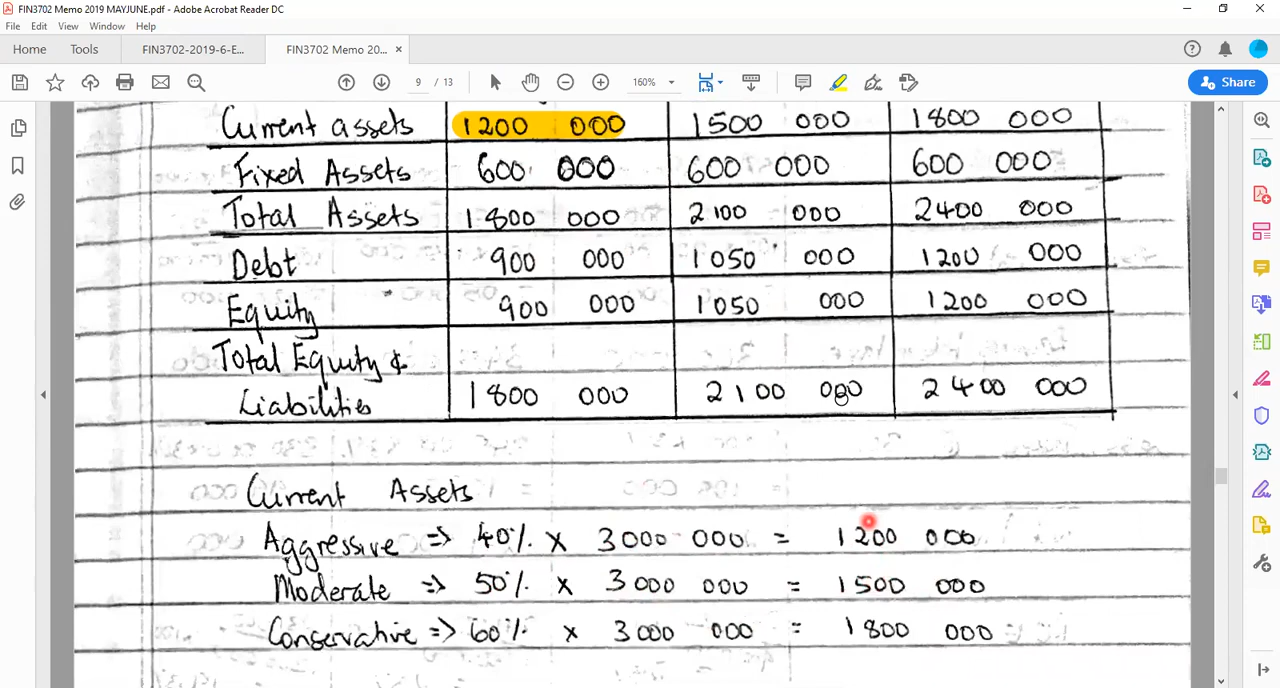 FIN3702 Memo 2019 MAYJUNE.pdf - Adobe Acrobat Reader DC
File Edit View Window Help
Home Tools FIN3702-2019-6-E... FIN3702 Memo 20... ×
9 / 13 160% Share
Current assets 1200 000 1500 000 1800 000
Fixed Assets 600 000 600 000 600 000
Total Assets 1800 000 2100 000 2400 000
Debt 900 000 1050 000 1200 000
Equity 900 000 1050 000 1200 000
Total Equity &
Liabilities 1800 000 2100 000 2400 000
Current Assets
Aggressive => 40% x 3000 000 = 1200 000
Moderate => 50% x 3000 000 = 1500 000
Conservative => 60% x 3000 000 = 1800 000